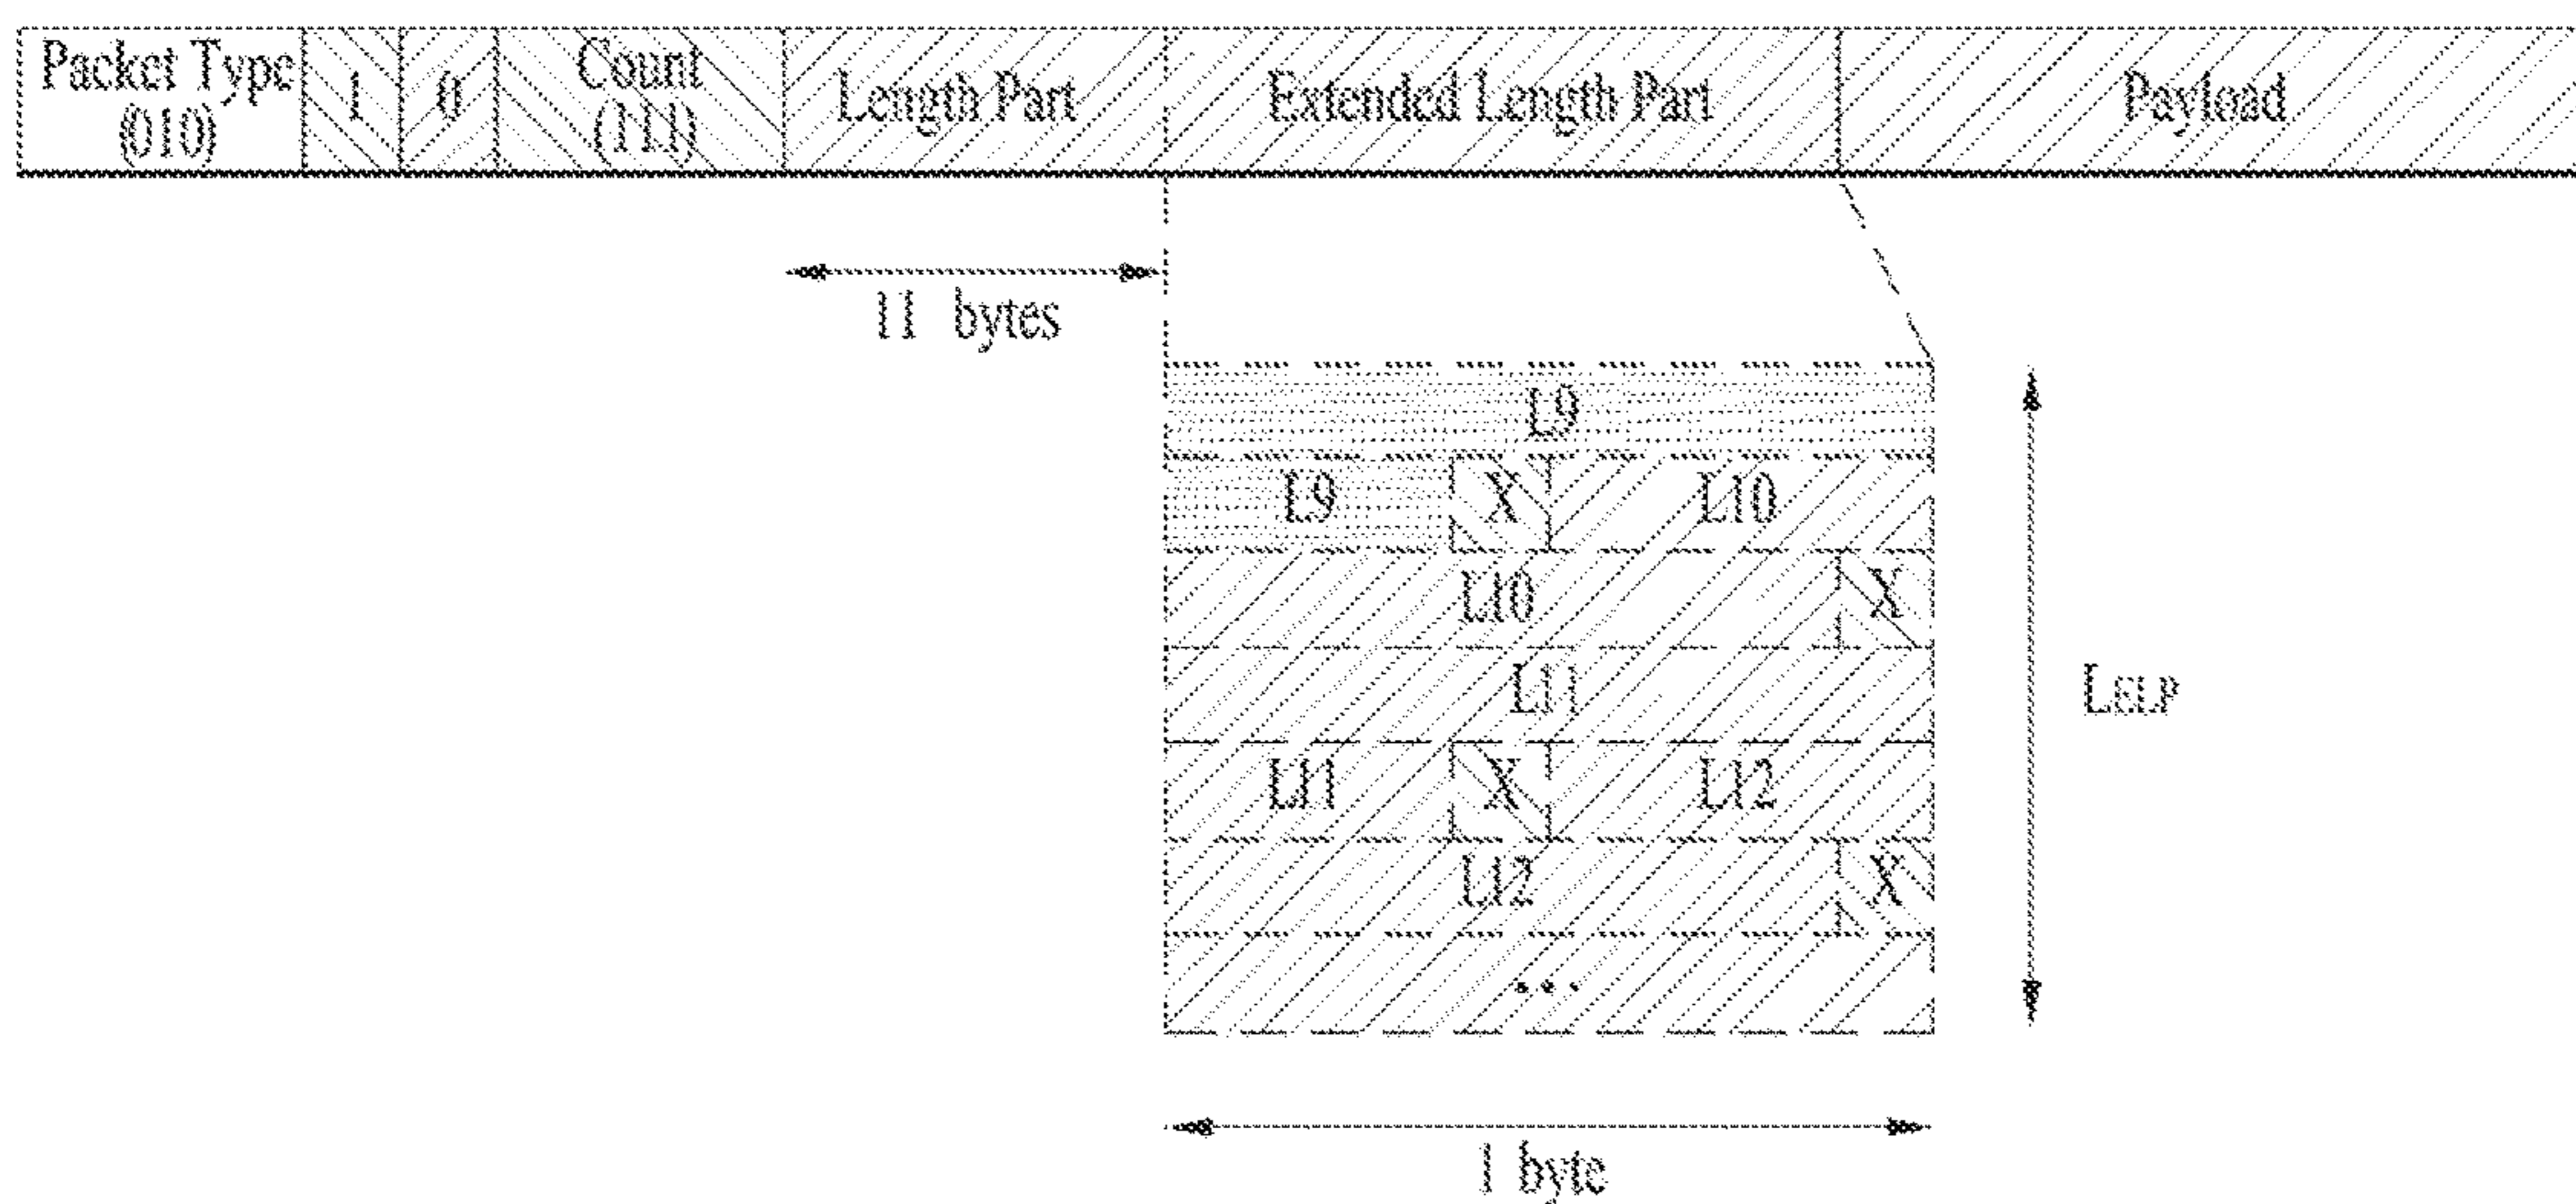 Packet Type (010) 1 0 Count (111) Length Part Extended Length Part Payload
11 bytes
L9
L9 X L10
L10 X
L11
L11 X L12
L12 X
...
LELP
1 byte